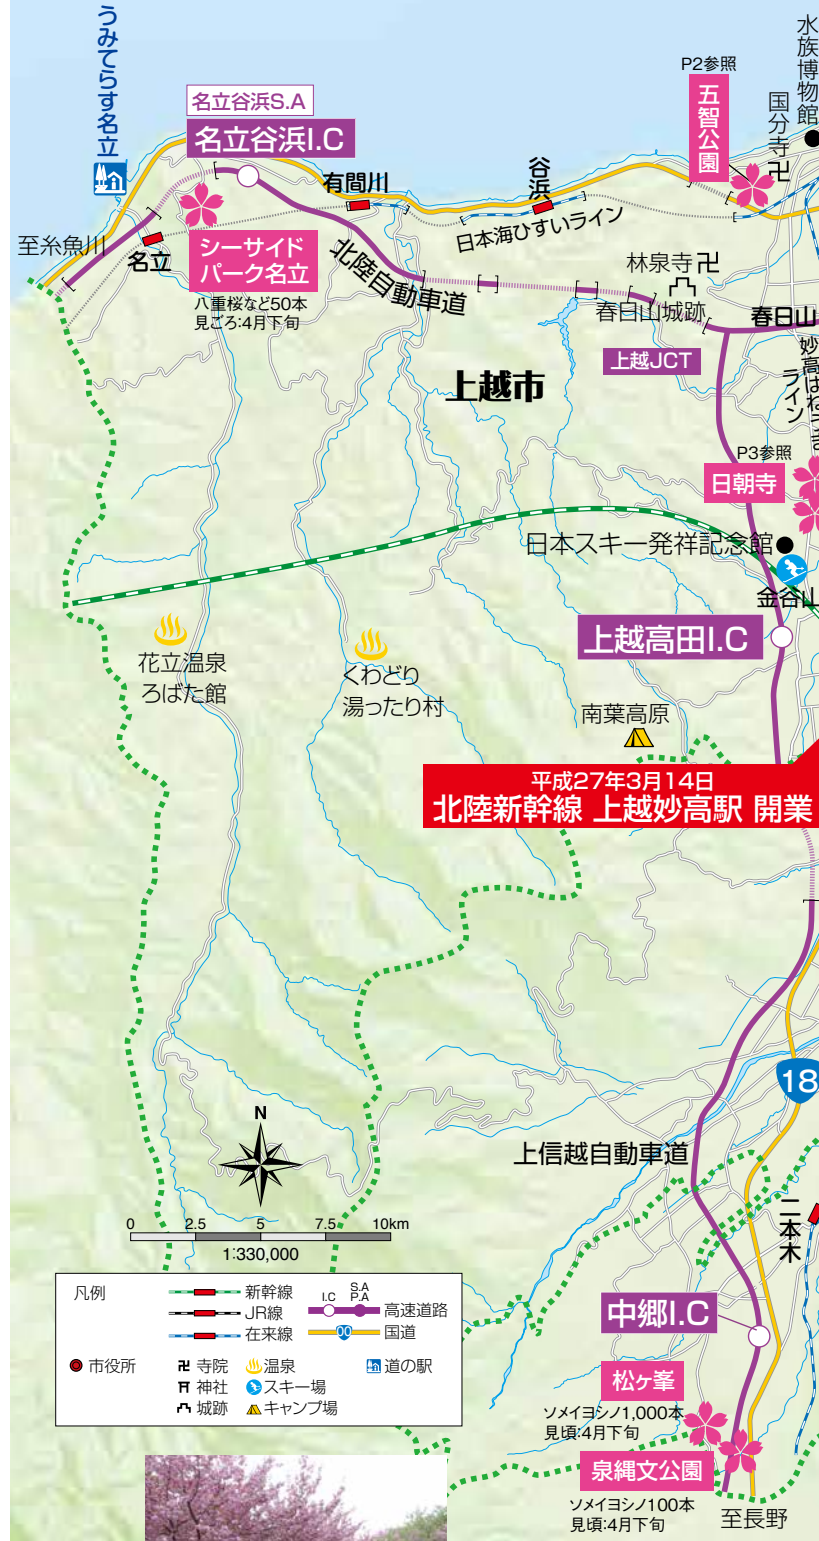 うみてらす名立
名立谷浜S.A
名立谷浜I.C
有間川
谷浜
日本海ひすいライン
P2参照
五智公園
国分寺
水族博物館
至糸魚川
名立
シーサイド
パーク名立
八重桜など50本
見ごろ:4月下旬
北陸自動車道
林泉寺
春日山城跡
春日山
上越JCT
上越市
妙高はねうま
ライン
P3参照
日朝寺
日本スキー発祥記念館
金谷山
上越高田I.C
花立温泉
ろばた館
くわどり
湯ったり村
南葉高原
平成27年3月14日
北陸新幹線 上越妙高駅 開業
18
上信越自動車道
二本木
N
0 2.5 5 7.5 10km
1:330,000
凡例
新幹線
JR線
在来線
I.C
S.A
P.A
高速道路
00
国道
市役所
寺院
温泉
道の駅
神社
スキー場
城跡
キャンプ場
中郷I.C
松ヶ峯
ソメイヨシノ1,000本
見頃:4月下旬
泉縄文公園
ソメイヨシノ100本
見頃:4月下旬
至長野